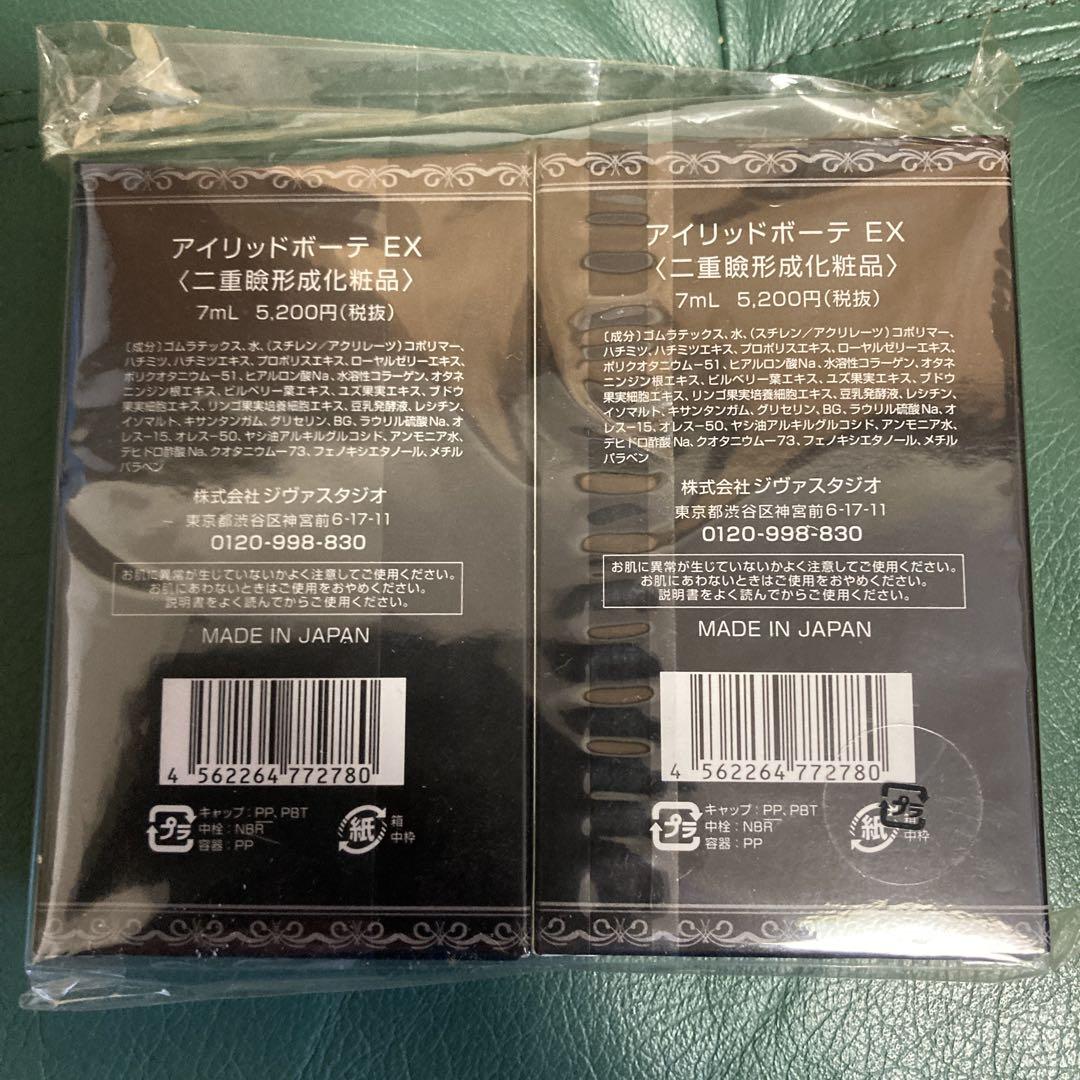 アイリッドボーテ EX
〈二重瞼形成化粧品〉
7mL 5,200円(税抜)
〔成分〕ゴムラテックス、水、(スチレン／アクリレーツ)コポリマー、
ハチミツ、ハチミツエキス、プロポリスエキス、ローヤルゼリーエキス、
ポリクオタニウム-51、ヒアルロン酸Na、水溶性コラーゲン、オタネ
ニンジン根エキス、ビルベリー葉エキス、ユズ果実エキス、ブドウ
果実細胞エキス、リンゴ果実培養細胞エキス、豆乳発酵液、レシチン、
イソマルト、キサンタンガム、グリセリン、BG、ラウリル硫酸Na、オ
レス-15、オレス-50、ヤシ油アルキルグルコシド、アンモニア水、
デヒドロ酢酸Na、クオタニウム-73、フェノキシエタノール、メチル
パラベン
株式会社ジヴァスタジオ
東京都渋谷区神宮前6-17-11
0120-998-830
お肌に異常が生じていないかよく注意してご使用ください。
お肌にあわないときはご使用をおやめください。
説明書をよく読んでからご使用ください。
MADE IN JAPAN
4 562264 772780
プラ
キャップ：PP、PBT
中栓：NBR
容器：PP
紙
箱
中枠
アイリッドボーテ EX
〈二重瞼形成化粧品〉
7mL 5,200円(税抜)
〔成分〕ゴムラテックス、水、(スチレン／アクリレーツ)コポリマー、
ハチミツ、ハチミツエキス、プロポリスエキス、ローヤルゼリーエキス、
ポリクオタニウム-51、ヒアルロン酸Na、水溶性コラーゲン、オタネ
ニンジン根エキス、ビルベリー葉エキス、ユズ果実エキス、ブドウ
果実細胞エキス、リンゴ果実培養細胞エキス、豆乳発酵液、レシチン、
イソマルト、キサンタンガム、グリセリン、BG、ラウリル硫酸Na、オ
レス-15、オレス-50、ヤシ油アルキルグルコシド、アンモニア水、
デヒドロ酢酸Na、クオタニウム-73、フェノキシエタノール、メチル
パラベン
株式会社ジヴァスタジオ
東京都渋谷区神宮前6-17-11
0120-998-830
お肌に異常が生じていないかよく注意してご使用ください。
お肌にあわないときはご使用をおやめください。
説明書をよく読んでからご使用ください。
MADE IN JAPAN
4 562264 772780
プラ
キャップ：PP、PBT
中栓：NBR
容器：PP
紙
プラ
中枠